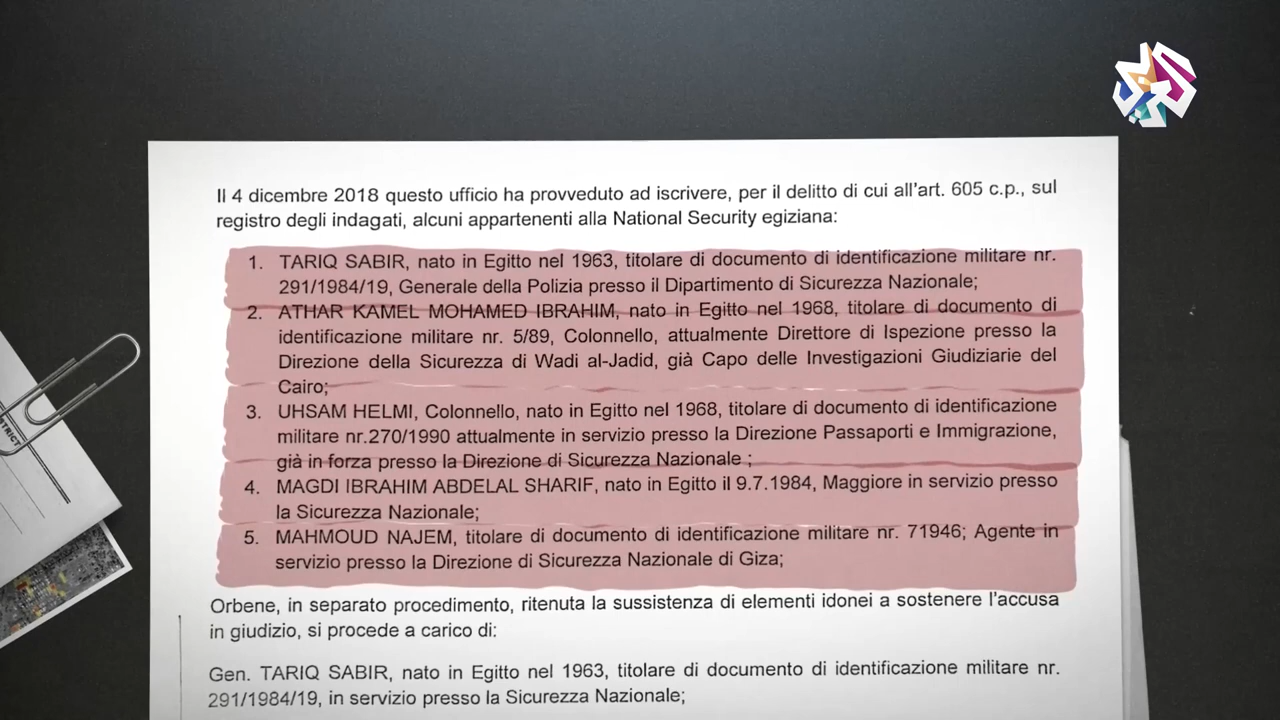 Il 4 dicembre 2018 questo ufficio ha provveduto ad iscrivere, per il delitto di cui all'art. 605 c.p., sul
registro degli indagati, alcuni appartenenti alla National Security egiziana:
1. TARIQ SABIR, nato in Egitto nel 1963, titolare di documento di identificazione militare nr.
291/1984/19, Generale della Polizia presso il Dipartimento di Sicurezza Nazionale;
2. ATHAR KAMEL MOHAMED IBRAHIM, nato in Egitto nel 1968, titolare di documento di
identificazione militare nr. 5/89, Colonnello, attualmente Direttore di Ispezione presso la
Direzione della Sicurezza di Wadi al-Jadid, già Capo delle Investigazioni Giudiziarie del
Cairo;
3. UHSAM HELMI, Colonnello, nato in Egitto nel 1968, titolare di documento di identificazione
militare nr.270/1990 attualmente in servizio presso la Direzione Passaporti e Immigrazione,
già in forza presso la Direzione di Sicurezza Nazionale ;
4. MAGDI IBRAHIM ABDELAL SHARIF, nato in Egitto il 9.7.1984, Maggiore in servizio presso
la Sicurezza Nazionale;
5. MAHMOUD NAJEM, titolare di documento di identificazione militare nr. 71946; Agente in
servizio presso la Direzione di Sicurezza Nazionale di Giza;
Orbene, in separato procedimento, ritenuta la sussistenza di elementi idonei a sostenere l'accusa
in giudizio, si procede a carico di:
Gen. TARIQ SABIR, nato in Egitto nel 1963, titolare di documento di identificazione militare nr.
291/1984/19, in servizio presso la Sicurezza Nazionale;